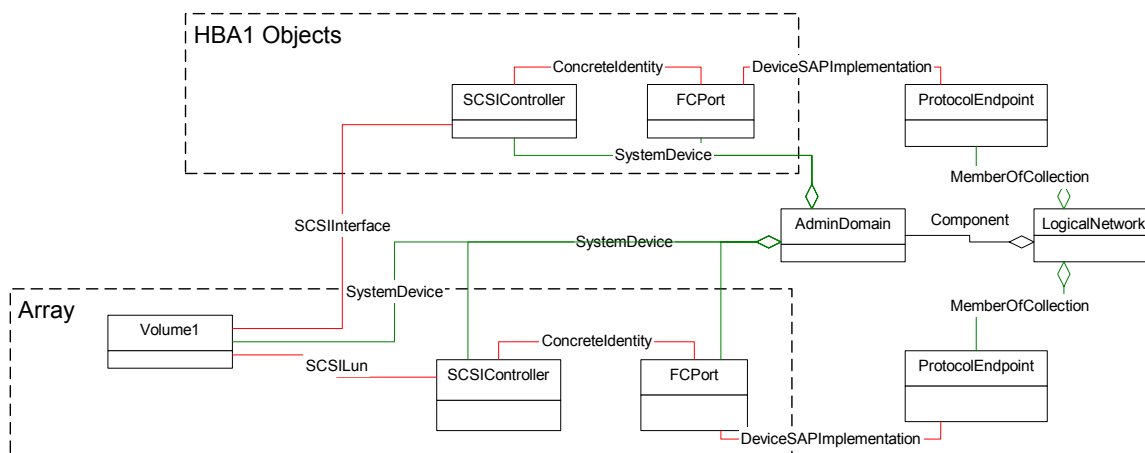 HBA1 Objects
ConcreteIdentity
DeviceSAPImplementation
SCSIController
FCPort
ProtocolEndpoint
SystemDevice
MemberOfCollection
SCSIInterface
AdminDomain
Component
LogicalNetwork
SystemDevice
SystemDevice
Array
MemberOfCollection
Volume1
ConcreteIdentity
SCSILun
SCSIController
FCPort
ProtocolEndpoint
DeviceSAPImplementation